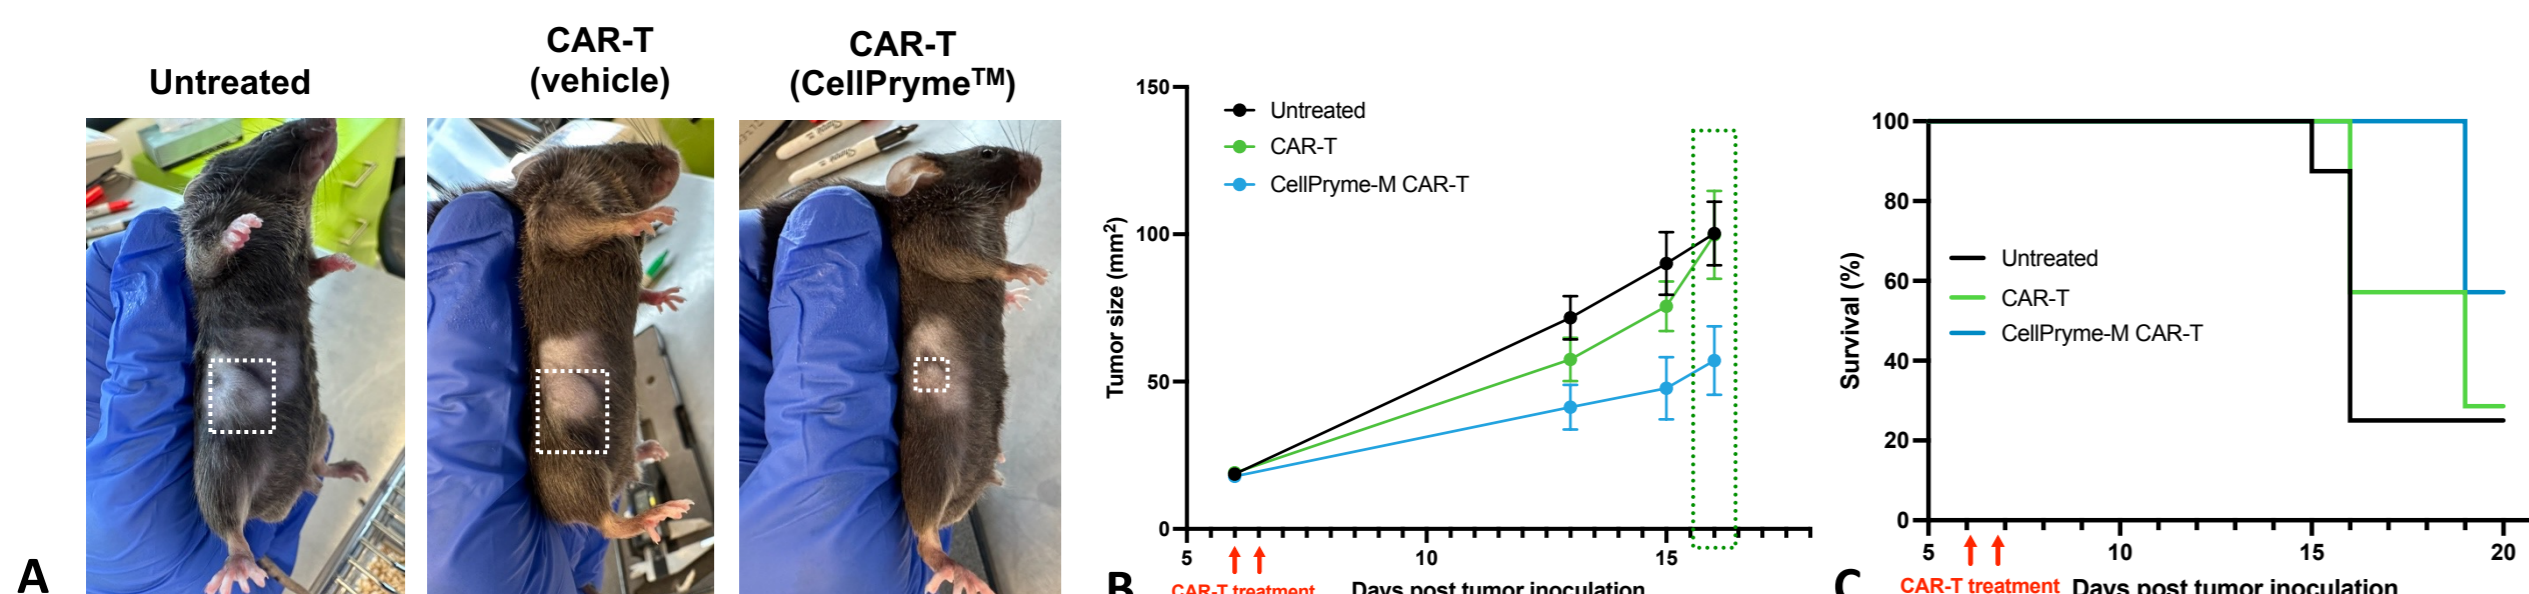 Untreated
CAR-T
(vehicle)
CAR-T
(CellPryme™)
A
150
100
50
0
Tumor size (mm²)
Untreated
CAR-T
CellPryme-M CAR-T
5
10
15
CAR-T treatment
Days post tumor inoculation
B
100
80
60
40
20
0
Survival (%)
Untreated
CAR-T
CellPryme-M CAR-T
5
10
15
20
CAR-T treatment
Days post tumor inoculation
C